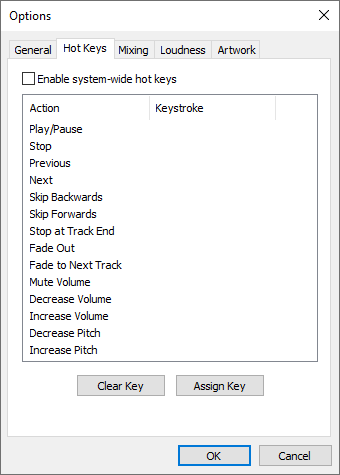 Options
General Hot Keys Mixing Loudness Artwork
Enable system-wide hot keys
Action Keystroke
Play/Pause
Stop
Previous
Next
Skip Backwards
Skip Forwards
Stop at Track End
Fade Out
Fade to Next Track
Mute Volume
Decrease Volume
Increase Volume
Decrease Pitch
Increase Pitch
Clear Key Assign Key
OK Cancel